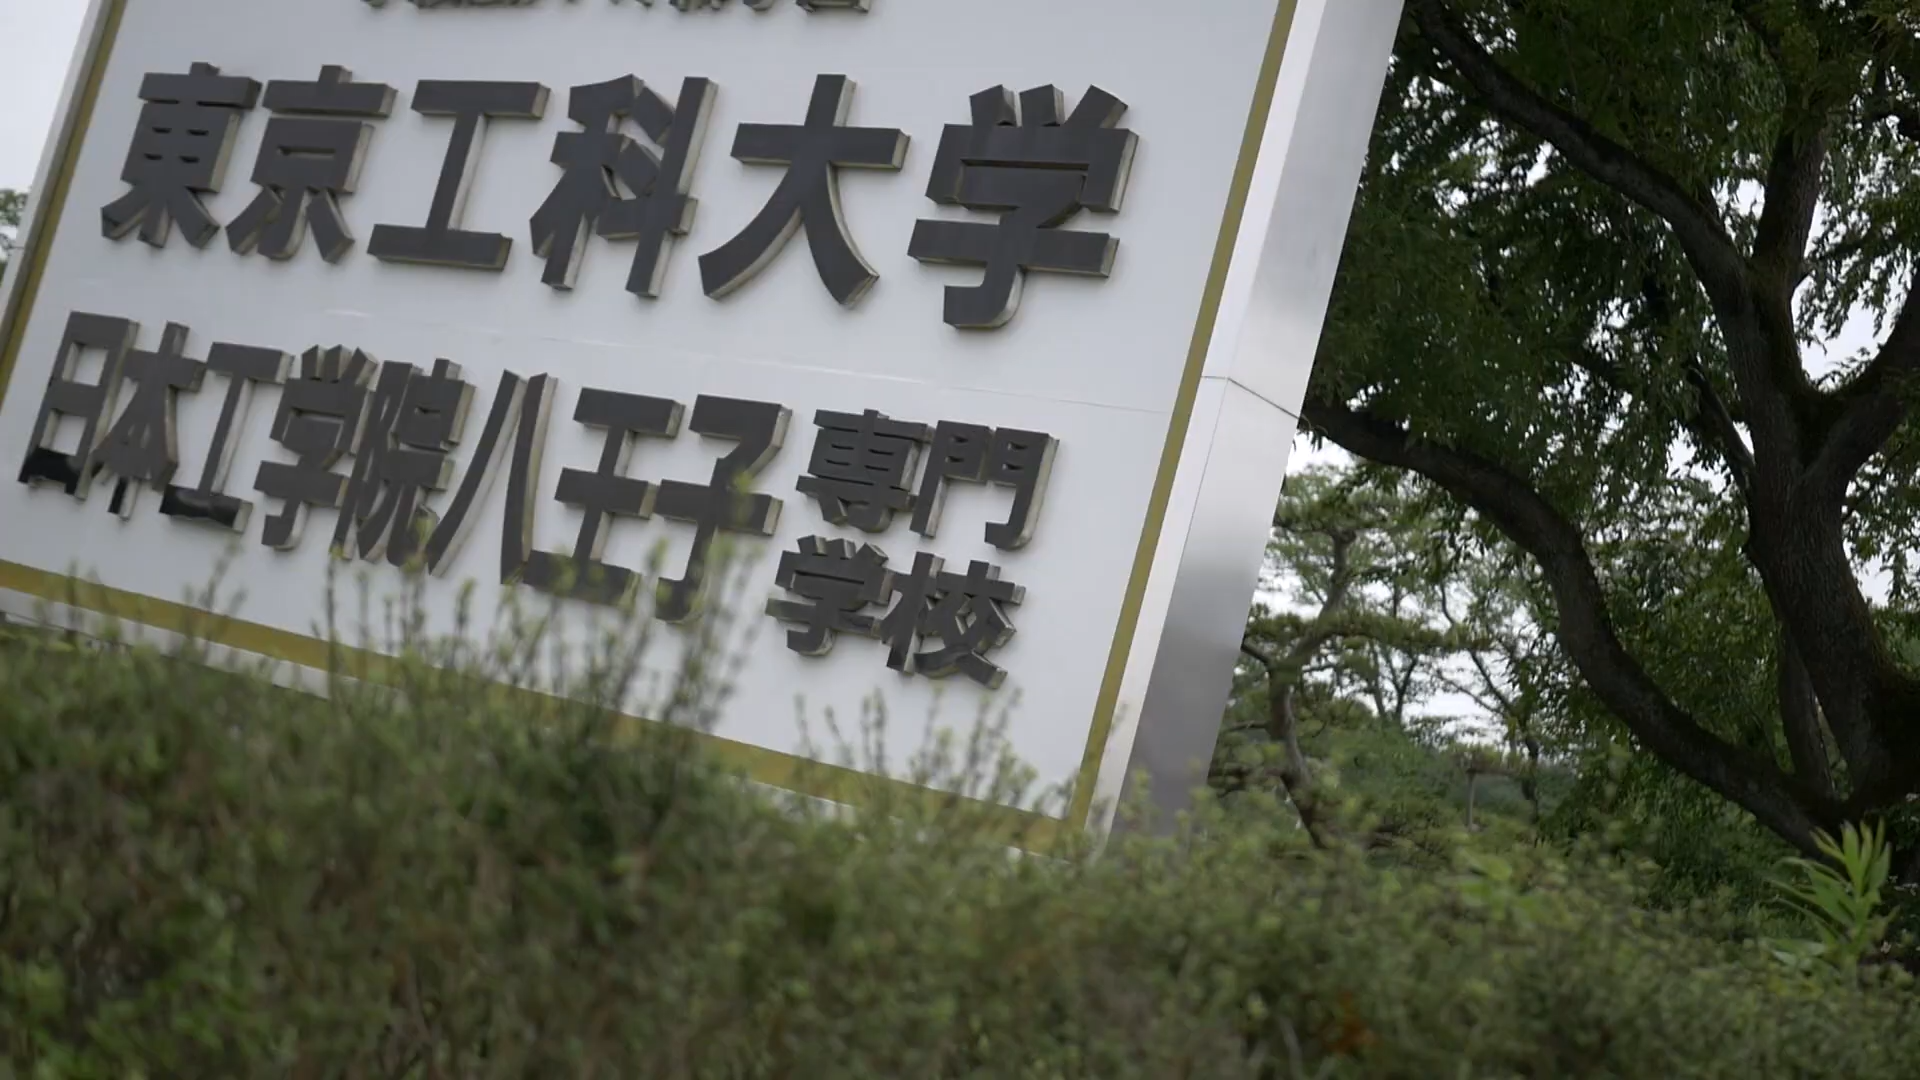 東京工科大学
日本工学院八王子専門学校